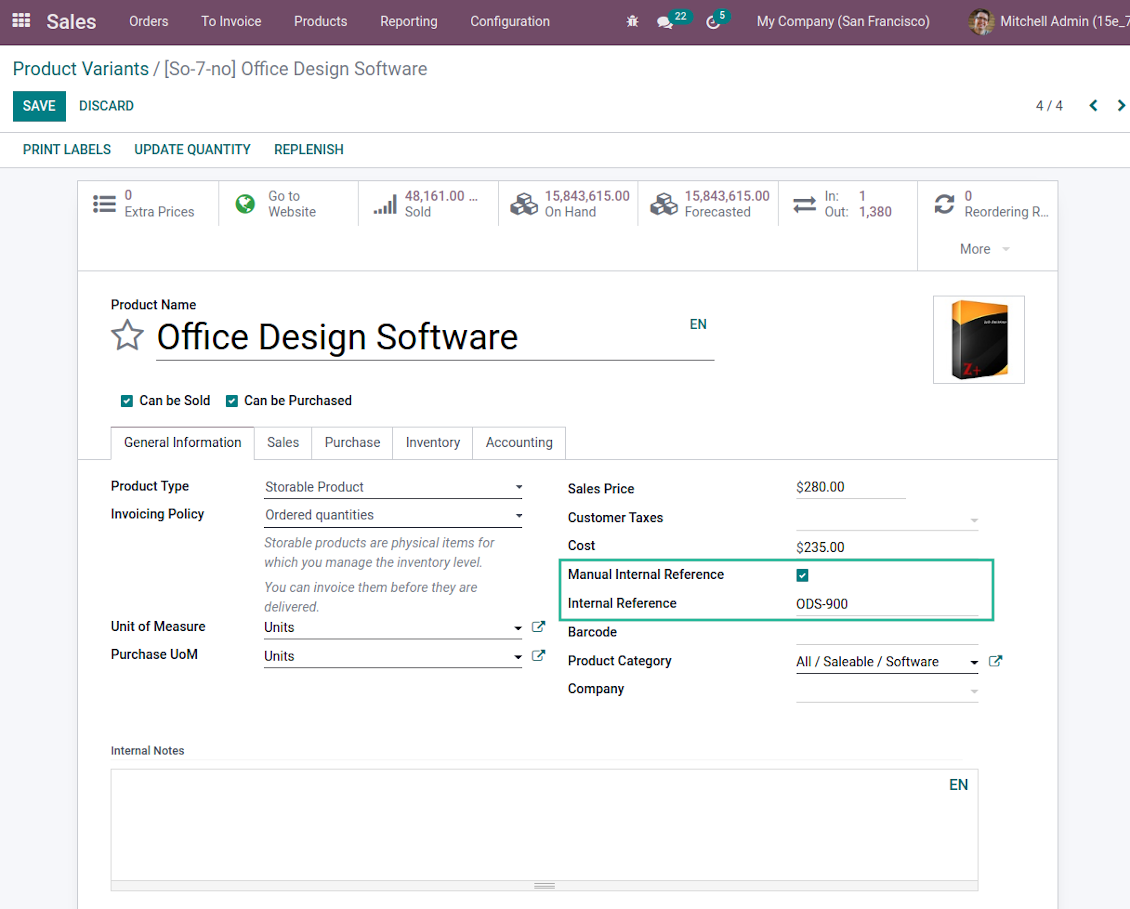 Sales Orders To Invoice Products Reporting Configuration 22 5 My Company (San Francisco) Mitchell Admin (15e_7
Product Variants / [So-7-no] Office Design Software
SAVE DISCARD 4 / 4
PRINT LABELS UPDATE QUANTITY REPLENISH
0
Extra Prices
Go to
Website
48,161.00 ...
Sold
15,843,615.00
On Hand
15,843,615.00
Forecasted
In: 1
Out: 1,380
0
Reordering R...
More
Product Name
Office Design Software EN
Z+
Can be Sold Can be Purchased
General Information Sales Purchase Inventory Accounting
Product Type Storable Product
Invoicing Policy Ordered quantities
Storable products are physical items for
which you manage the inventory level.
You can invoice them before they are
delivered.
Unit of Measure Units
Purchase UoM Units
Sales Price $280.00
Customer Taxes
Cost $235.00
Manual Internal Reference
Internal Reference ODS-900
Barcode
Product Category All / Saleable / Software
Company
Internal Notes
EN